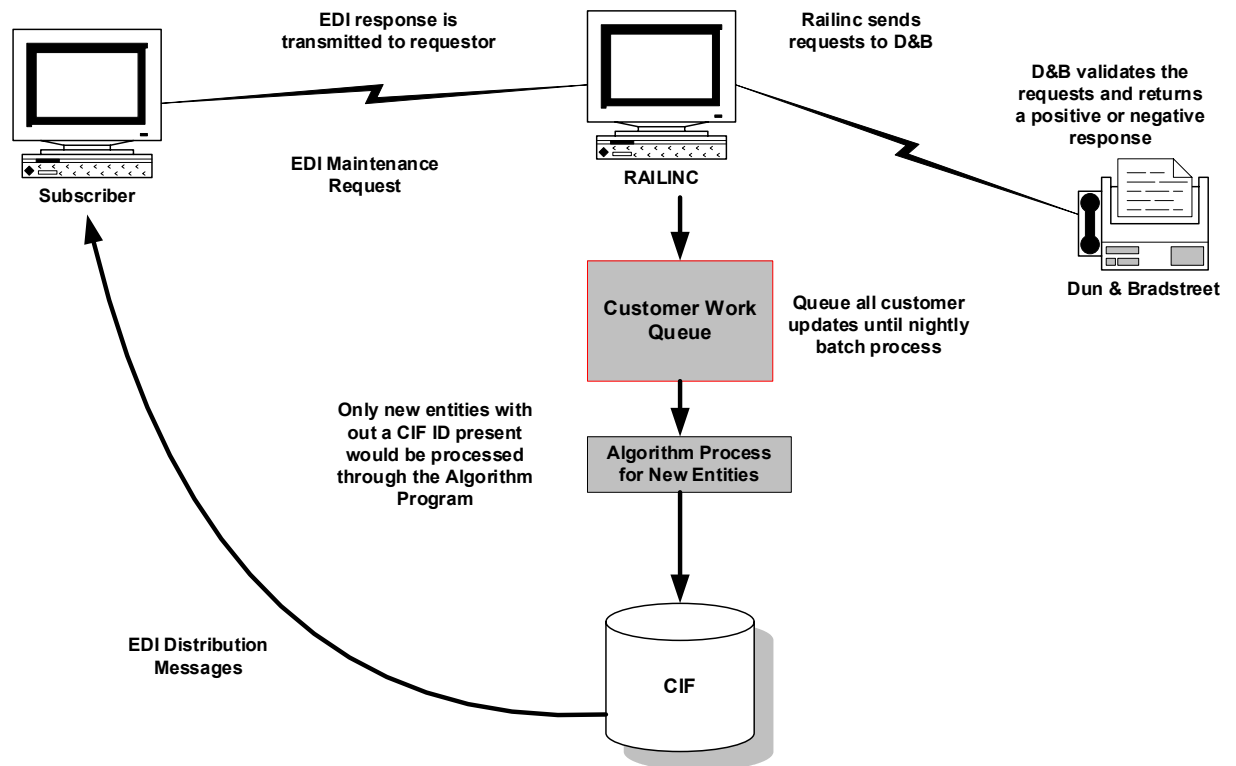 EDI response is
transmitted to requestor
Railinc sends
requests to D&B
D&B validates the
requests and returns
a positive or negative
response
EDI Maintenance
Request
Subscriber
RAILINC
Dun & Bradstreet
Customer Work
Queue
Queue all customer
updates until nightly
batch process
Only new entities with
out a CIF ID present
would be processed
through the Algorithm
Program
Algorithm Process
for New Entities
EDI Distribution
Messages
CIF